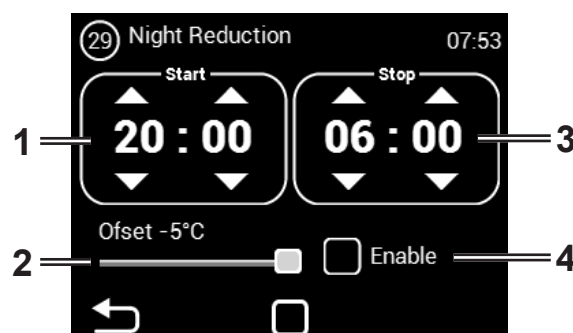 29 Night Reduction 07:53
Start Stop
1 20 : 00 06 : 00 3
Ofset -5°C
2 Enable 4